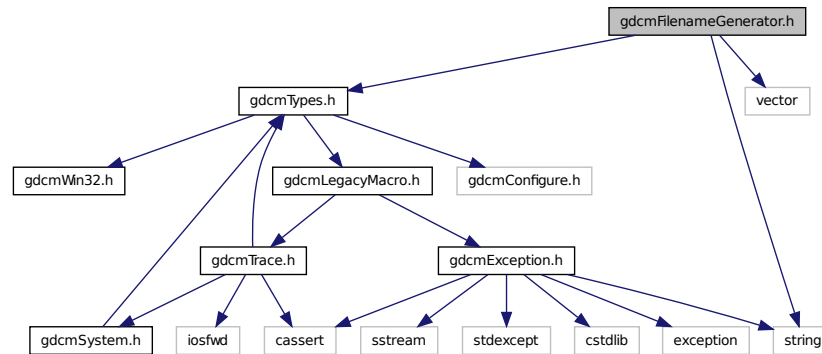 gdcmFilenameGenerator.h
gdcmTypes.h
vector
gdcmWin32.h
gdcmLegacyMacro.h
gdcmConfigure.h
gdcmTrace.h
gdcmException.h
gdcmSystem.h
iosfwd
cassert
sstream
stdexcept
cstdlib
exception
string